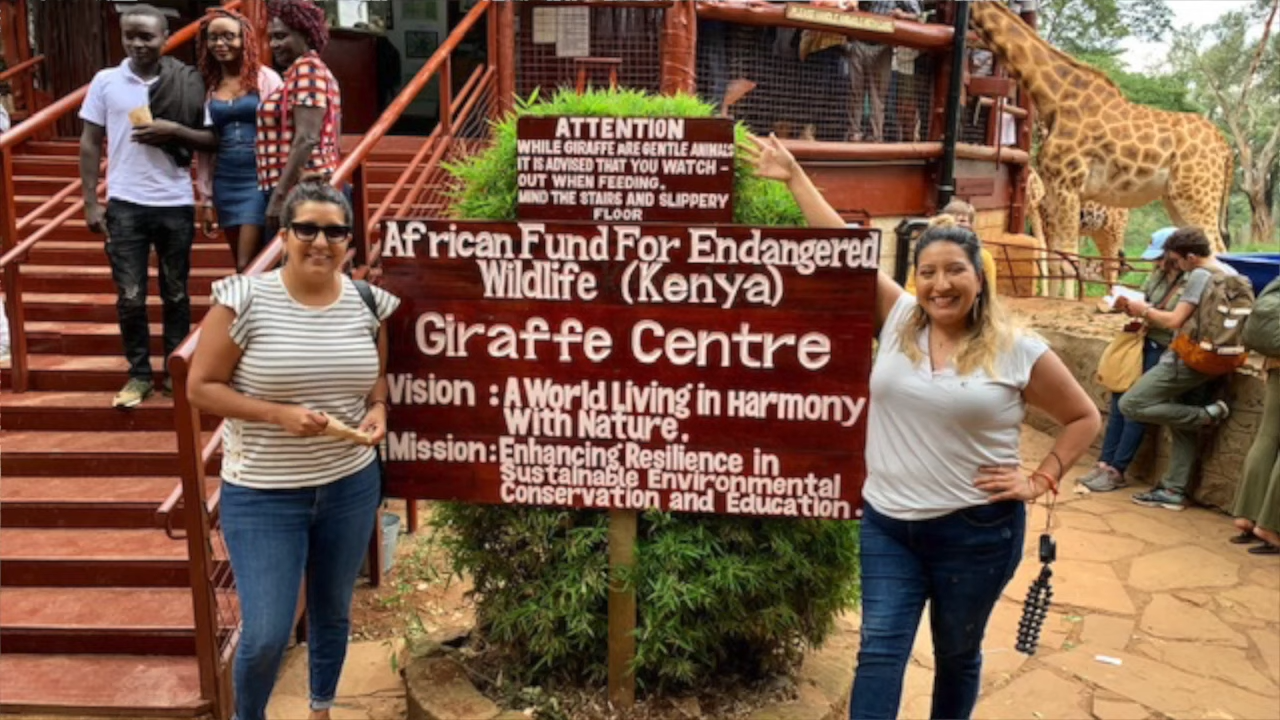 ATTENTION
WHILE GIRAFFE ARE GENTLE ANIMALS
IT IS ADVISED THAT YOU WATCH -
OUT WHEN FEEDING.
MIND THE STAIRS AND SLIPPERY
FLOOR
African Fund For Endangered
Wildlife (Kenya)
Giraffe Centre
Vision : A World Living in Harmony
With Nature.
Mission: Enhancing Resilience in
Sustainable Environmental
Conservation and Education.